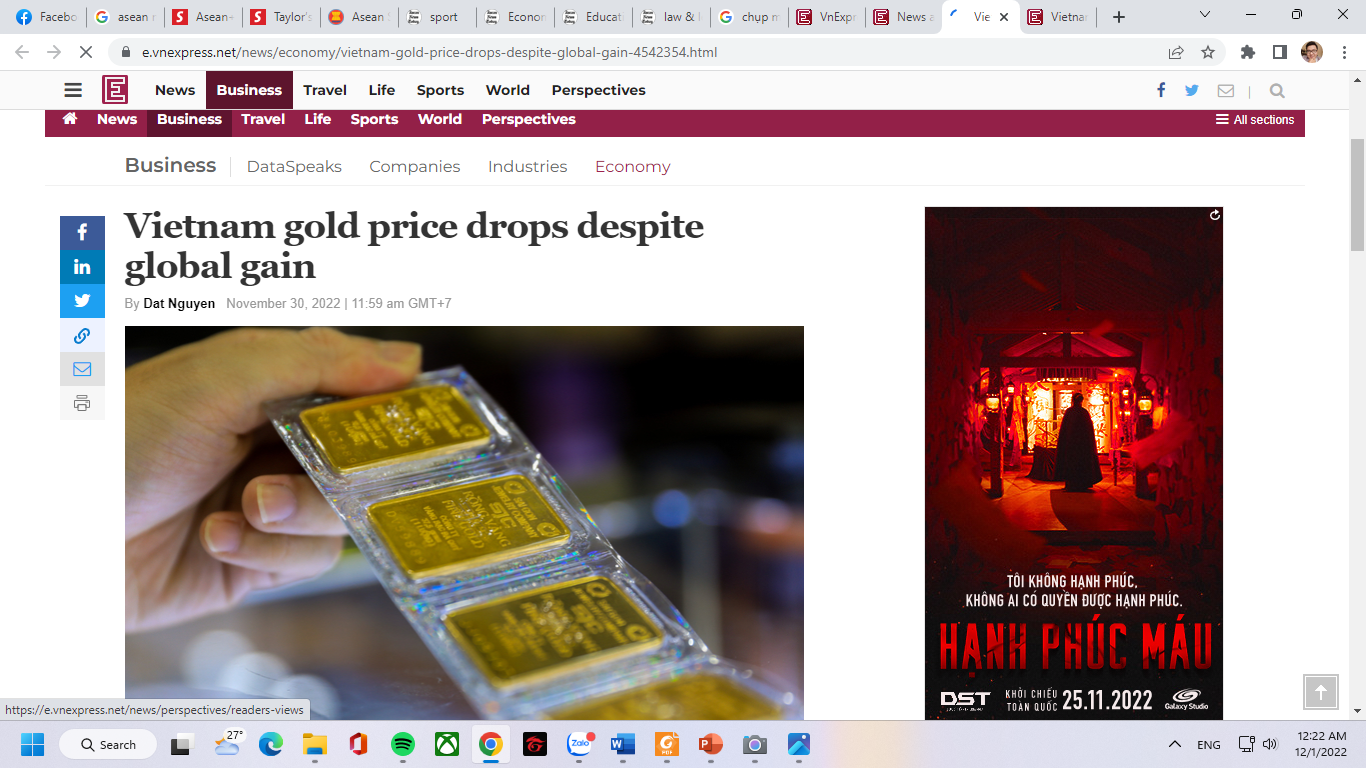 Facebo
asean n
Asean+
Taylor's
Asean S
sport
Econon
Educati
law & l
chụp m
VnExpr
News a
Vie
Vietnar
e.vnexpress.net/news/economy/vietnam-gold-price-drops-despite-global-gain-4542354.html
News Business Travel Life Sports World Perspectives
News Business Travel Life Sports World Perspectives All sections
Business DataSpeaks Companies Industries Economy
Vietnam gold price drops despite
global gain
By Dat Nguyen November 30, 2022 | 11:59 am GMT+7
TÔI KHÔNG HẠNH PHÚC,
KHÔNG AI CÓ QUYỀN ĐƯỢC HẠNH PHÚC.
HẠNH PHÚC MÁU
DST KHỞI CHIẾU
TOÀN QUỐC 25.11.2022 Galaxy Studio
https://e.vnexpress.net/news/perspectives/readers-views
Search
27°
Zalo
PDF
ENG
12:22 AM
12/1/2022